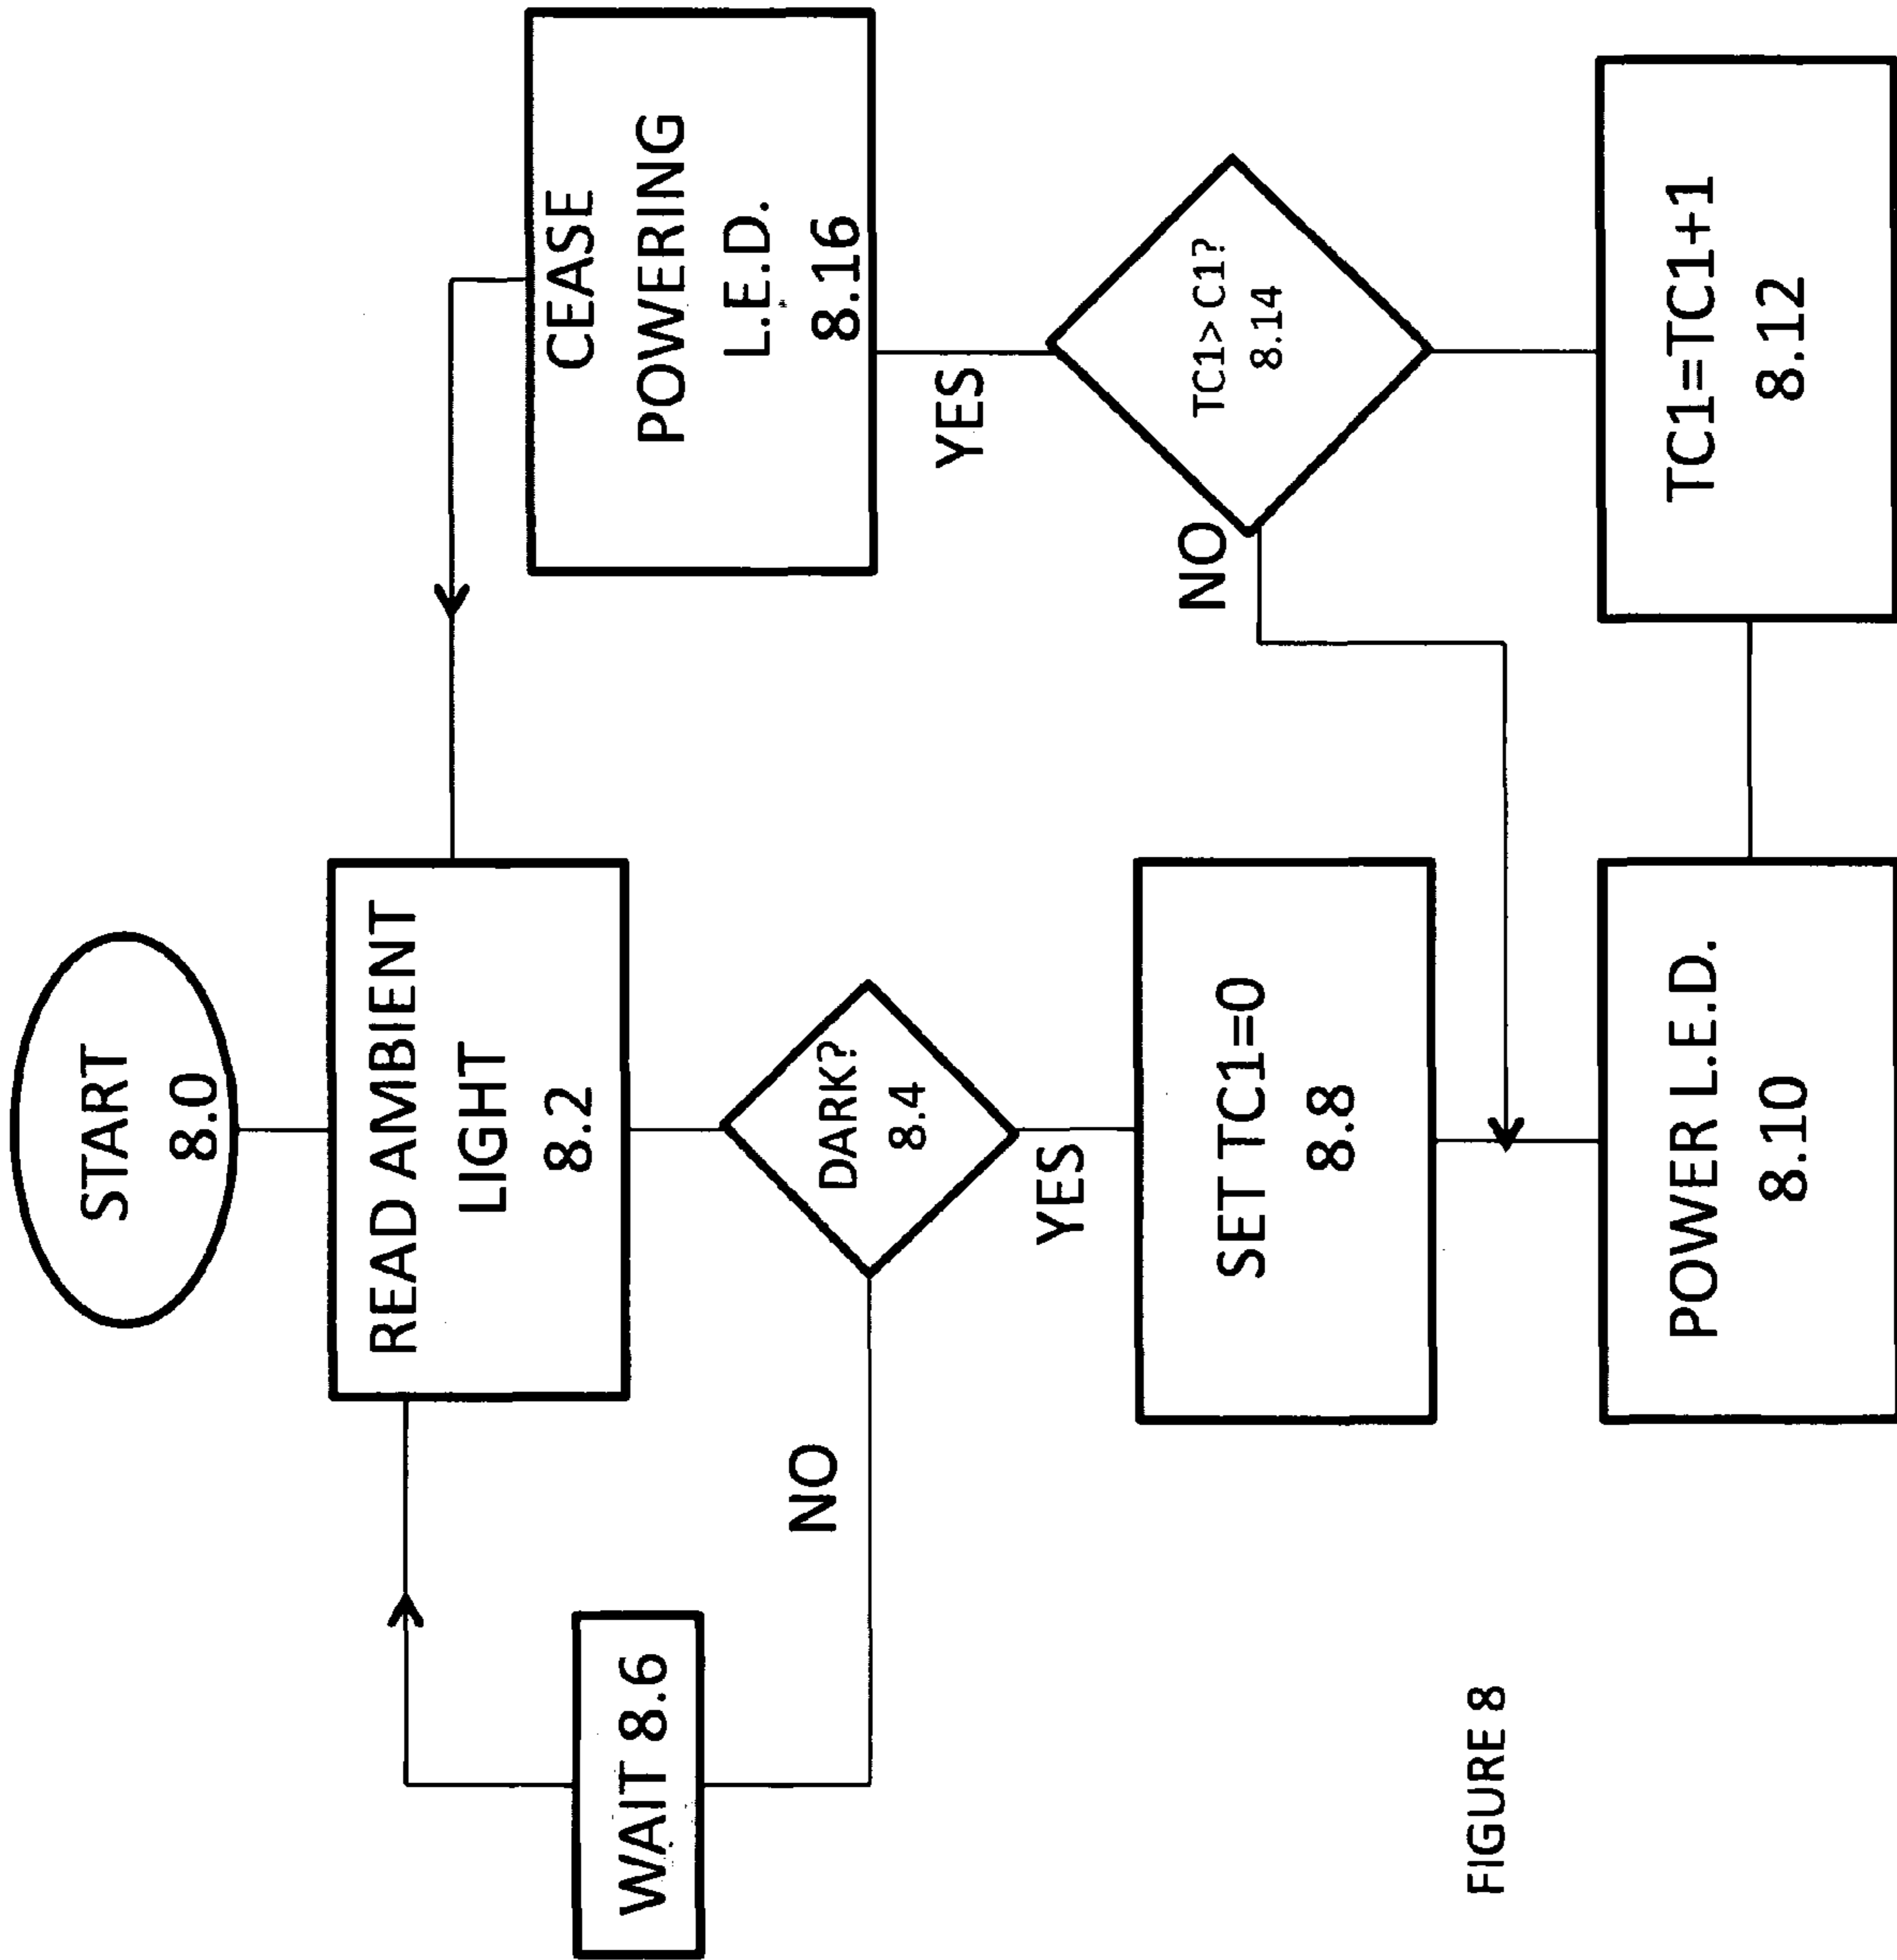 START
8.0
READ AMBIENT
LIGHT
8.2
DARK?
8.4
NO
WAIT 8.6
YES
SET TC1=0
8.8
POWER L.E.D.
8.10
TC1=TC1+1
8.12
TC1> C1?
8.14
NO
YES
CEASE
POWERING
L.E.D.
8.16
FIGURE 8